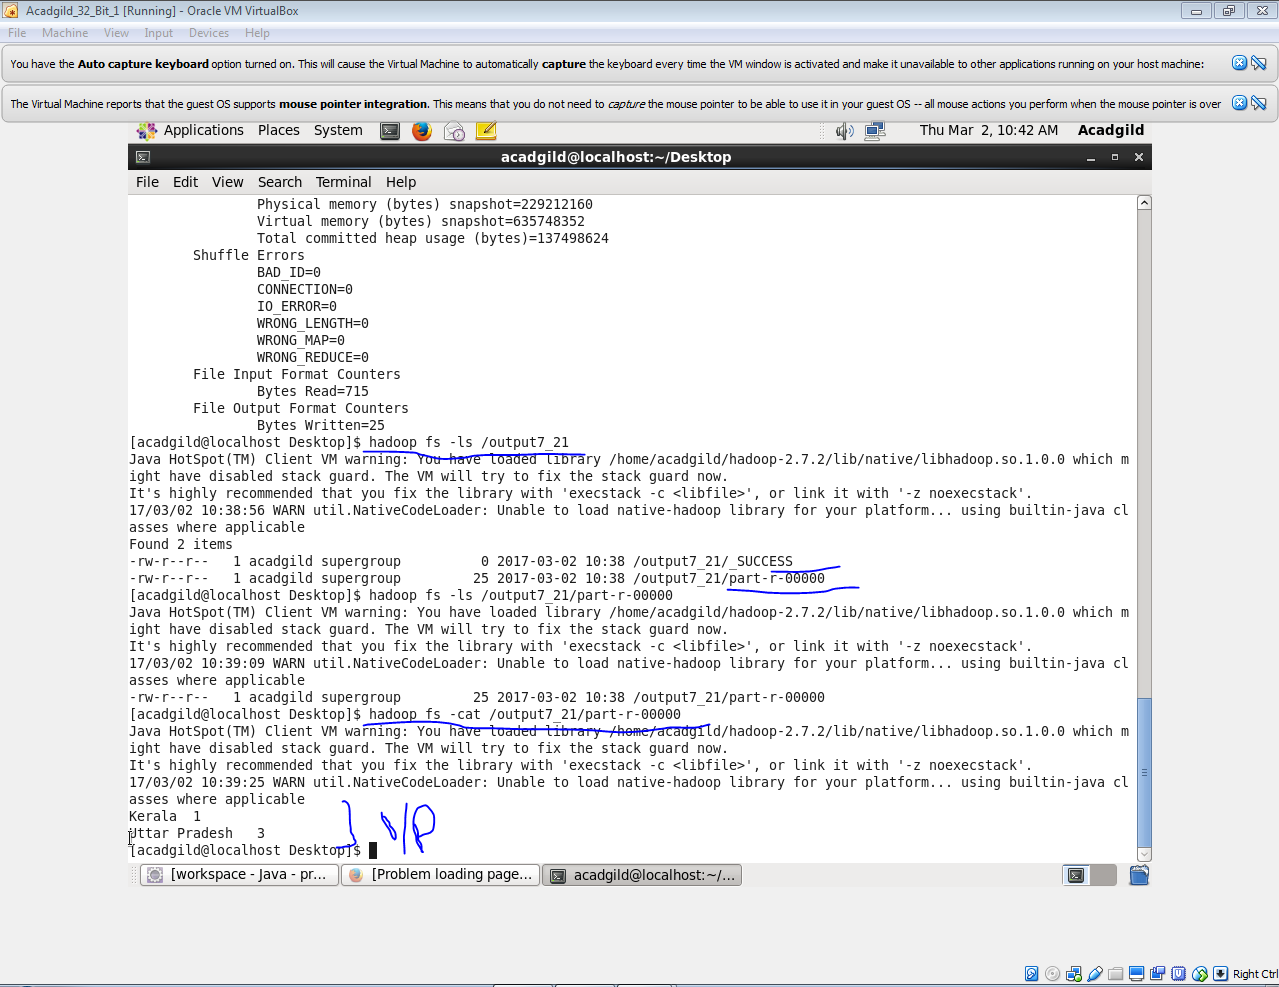 Acadgild_32_Bit_1 [Running] - Oracle VM VirtualBox
File Machine View Input Devices Help
You have the Auto capture keyboard option turned on. This will cause the Virtual Machine to automatically capture the keyboard every time the VM window is activated and make it unavailable to other applications running on your host machine:
The Virtual Machine reports that the guest OS supports mouse pointer integration. This means that you do not need to capture the mouse pointer to be able to use it in your guest OS -- all mouse actions you perform when the mouse pointer is over
Applications Places System Thu Mar 2, 10:42 AM Acadgild
acadgild@localhost:~/Desktop
File Edit View Search Terminal Help
Physical memory (bytes) snapshot=229212160
Virtual memory (bytes) snapshot=635748352
Total committed heap usage (bytes)=137498624
Shuffle Errors
BAD_ID=0
CONNECTION=0
IO_ERROR=0
WRONG_LENGTH=0
WRONG_MAP=0
WRONG_REDUCE=0
File Input Format Counters
Bytes Read=715
File Output Format Counters
Bytes Written=25
[acadgild@localhost Desktop]$ hadoop fs -ls /output7_21
Java HotSpot(TM) Client VM warning: You have loaded library /home/acadgild/hadoop-2.7.2/lib/native/libhadoop.so.1.0.0 which m
ight have disabled stack guard. The VM will try to fix the stack guard now.
It's highly recommended that you fix the library with 'execstack -c <libfile>', or link it with '-z noexecstack'.
17/03/02 10:38:56 WARN util.NativeCodeLoader: Unable to load native-hadoop library for your platform... using builtin-java cl
asses where applicable
Found 2 items
-rw-r--r-- 1 acadgild supergroup 0 2017-03-02 10:38 /output7_21/_SUCCESS
-rw-r--r-- 1 acadgild supergroup 25 2017-03-02 10:38 /output7_21/part-r-00000
[acadgild@localhost Desktop]$ hadoop fs -ls /output7_21/part-r-00000
Java HotSpot(TM) Client VM warning: You have loaded library /home/acadgild/hadoop-2.7.2/lib/native/libhadoop.so.1.0.0 which m
ight have disabled stack guard. The VM will try to fix the stack guard now.
It's highly recommended that you fix the library with 'execstack -c <libfile>', or link it with '-z noexecstack'.
17/03/02 10:39:09 WARN util.NativeCodeLoader: Unable to load native-hadoop library for your platform... using builtin-java cl
asses where applicable
-rw-r--r-- 1 acadgild supergroup 25 2017-03-02 10:38 /output7_21/part-r-00000
[acadgild@localhost Desktop]$ hadoop fs -cat /output7_21/part-r-00000
Java HotSpot(TM) Client VM warning: You have loaded library /home/acadgild/hadoop-2.7.2/lib/native/libhadoop.so.1.0.0 which m
ight have disabled stack guard. The VM will try to fix the stack guard now.
It's highly recommended that you fix the library with 'execstack -c <libfile>', or link it with '-z noexecstack'.
17/03/02 10:39:25 WARN util.NativeCodeLoader: Unable to load native-hadoop library for your platform... using builtin-java cl
asses where applicable
Kerala 1
Uttar Pradesh 3
[acadgild@localhost Desktop]$
[workspace - Java - pr... [Problem loading page... acadgild@localhost:~/...
Right Ctrl